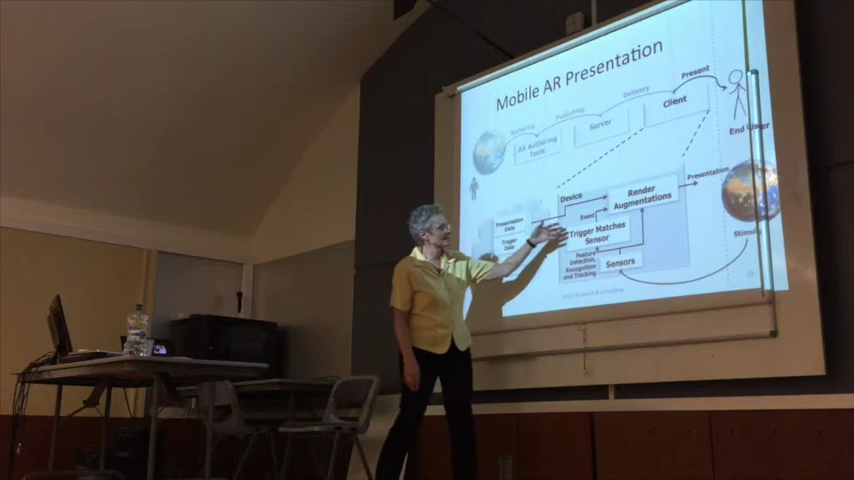 Mobile AR Presentation
Present
Delivery
Publishing
Authoring
Client
Server
AR Authoring
Tools
End User
Device
Presentation
Render
Augmentations
Presentation
Data
Event
Trigger
Data
Trigger Matches
Sensor
Stimuli
Feature
Detection,
Recognition
and Tracking
Sensors